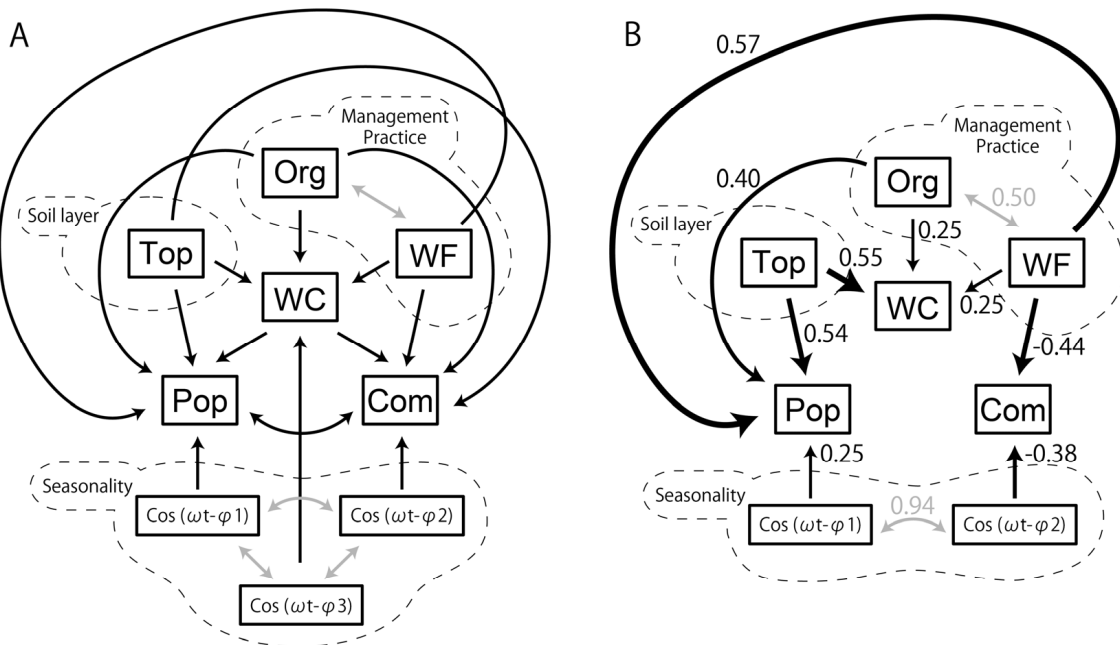 A
Management
Practice
Org
Soil layer
Top
WF
WC
Pop
Com
Seasonality
Cos (ωt-φ1)
Cos (ωt-φ2)
Cos (ωt-φ3)
B
0.57
Management
Practice
Org
0.40
0.50
Soil layer
0.25
Top
0.55
WF
WC
0.25
0.54
-0.44
Pop
Com
0.25
-0.38
Seasonality
0.94
Cos (ωt-φ1)
Cos (ωt-φ2)